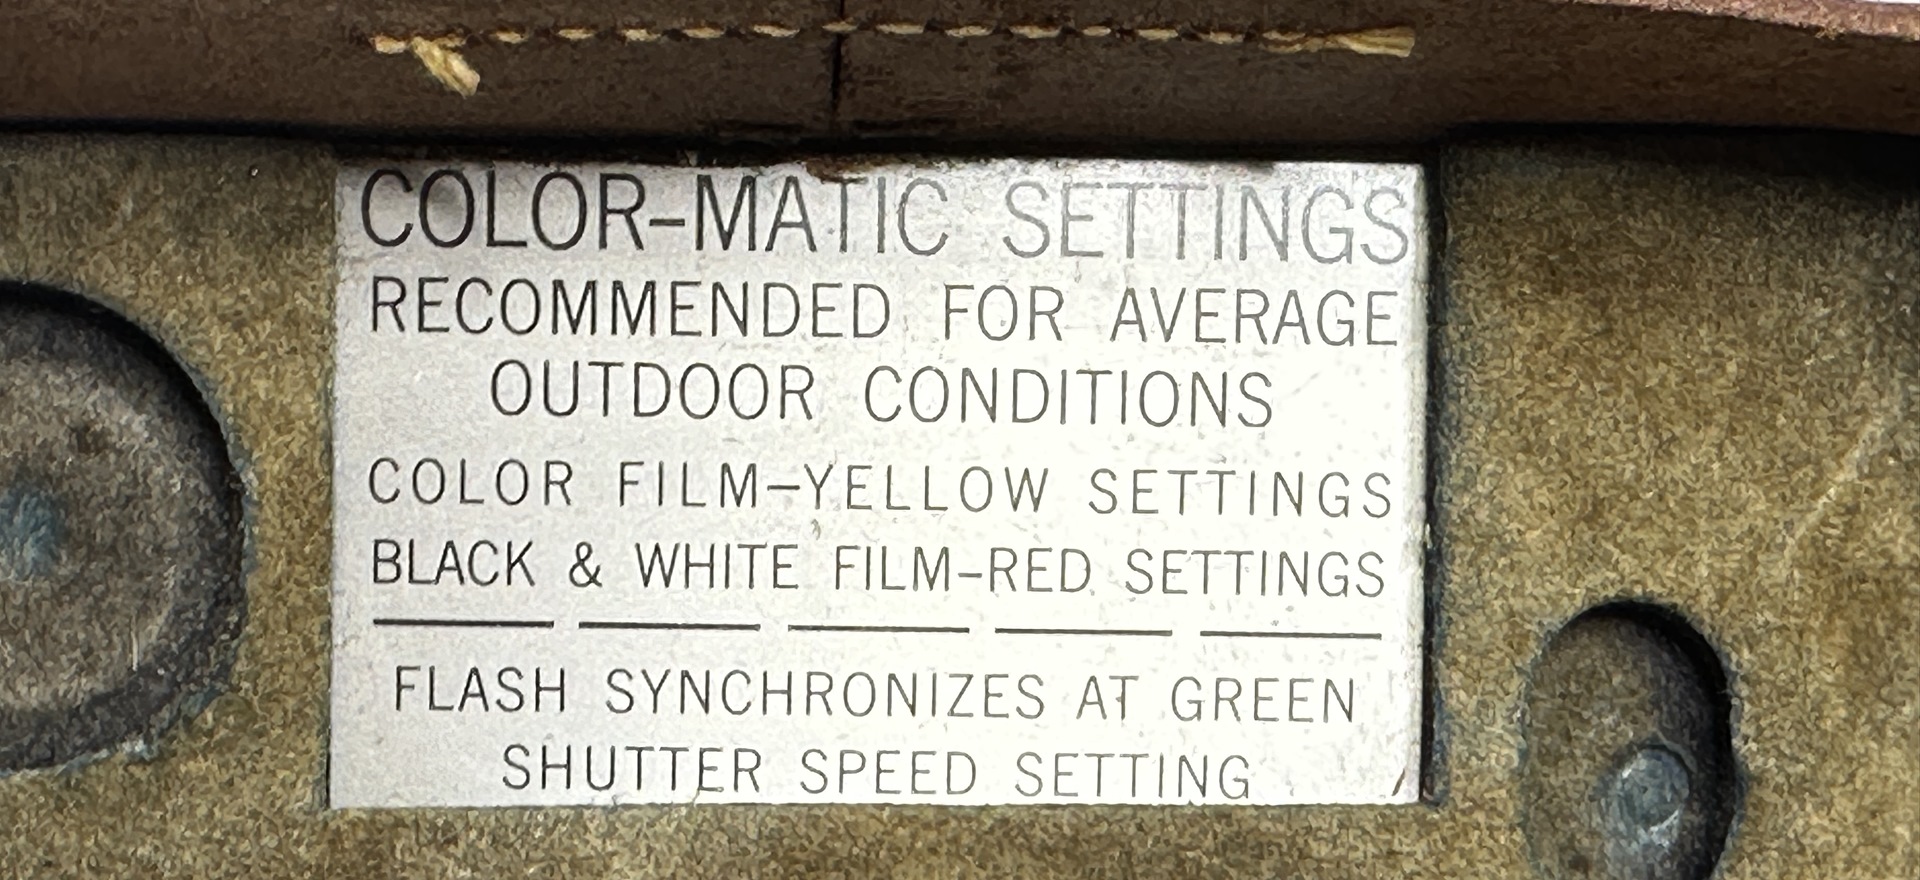 COLOR-MATIC SETTINGS
RECOMMENDED FOR AVERAGE
OUTDOOR CONDITIONS
COLOR FILM-YELLOW SETTINGS
BLACK & WHITE FILM-RED SETTINGS
FLASH SYNCHRONIZES AT GREEN
SHUTTER SPEED SETTING